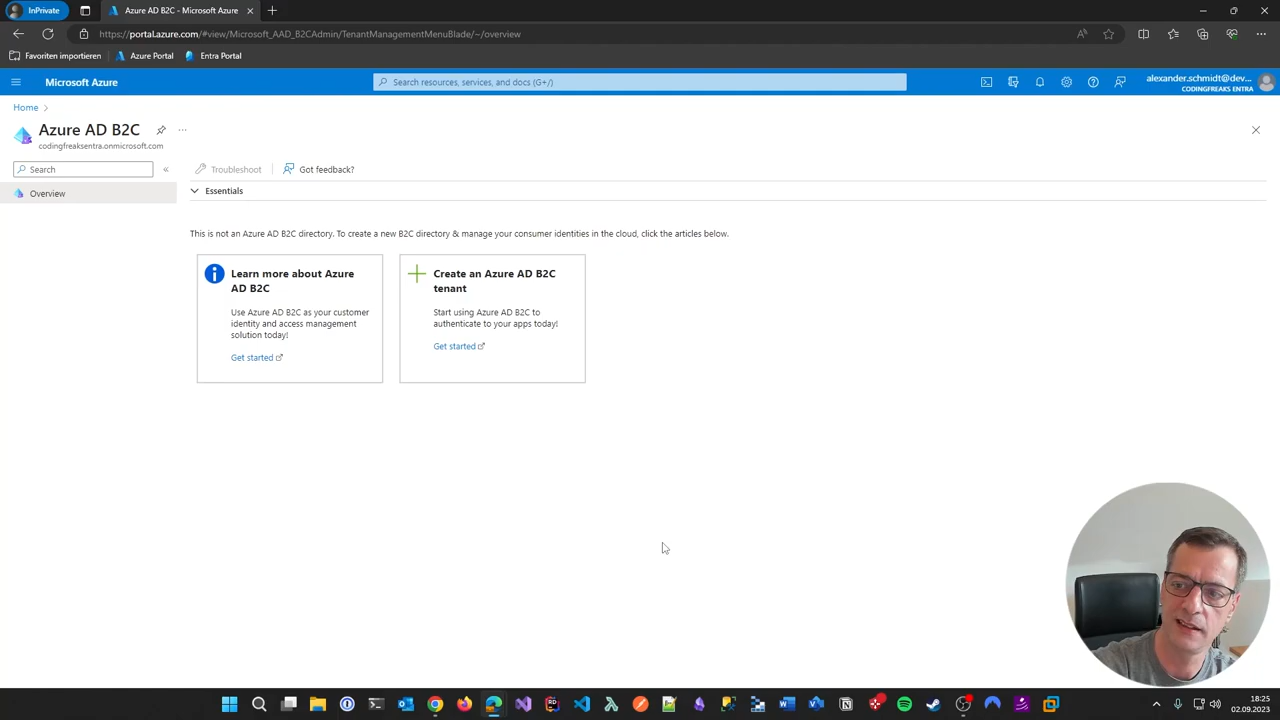 InPrivate
Azure AD B2C - Microsoft Azure
https://portal.azure.com/#view/Microsoft_AAD_B2CAdmin/TenantManagementMenuBlade/~/overview
Favoriten importieren
Azure Portal
Entra Portal
Microsoft Azure
Search resources, services, and docs (G+/)
alexander.schmidt@dev...
CODINGFREAKS ENTRA
Home
Azure AD B2C
codingfreaksentra.onmicrosoft.com
Search
Troubleshoot
Got feedback?
Overview
Essentials
This is not an Azure AD B2C directory. To create a new B2C directory & manage your consumer identities in the cloud, click the articles below.
Learn more about Azure
AD B2C
Use Azure AD B2C as your customer
identity and access management
solution today!
Get started
Create an Azure AD B2C
tenant
Start using Azure AD B2C to
authenticate to your apps today!
Get started
18:25
02.09.2023